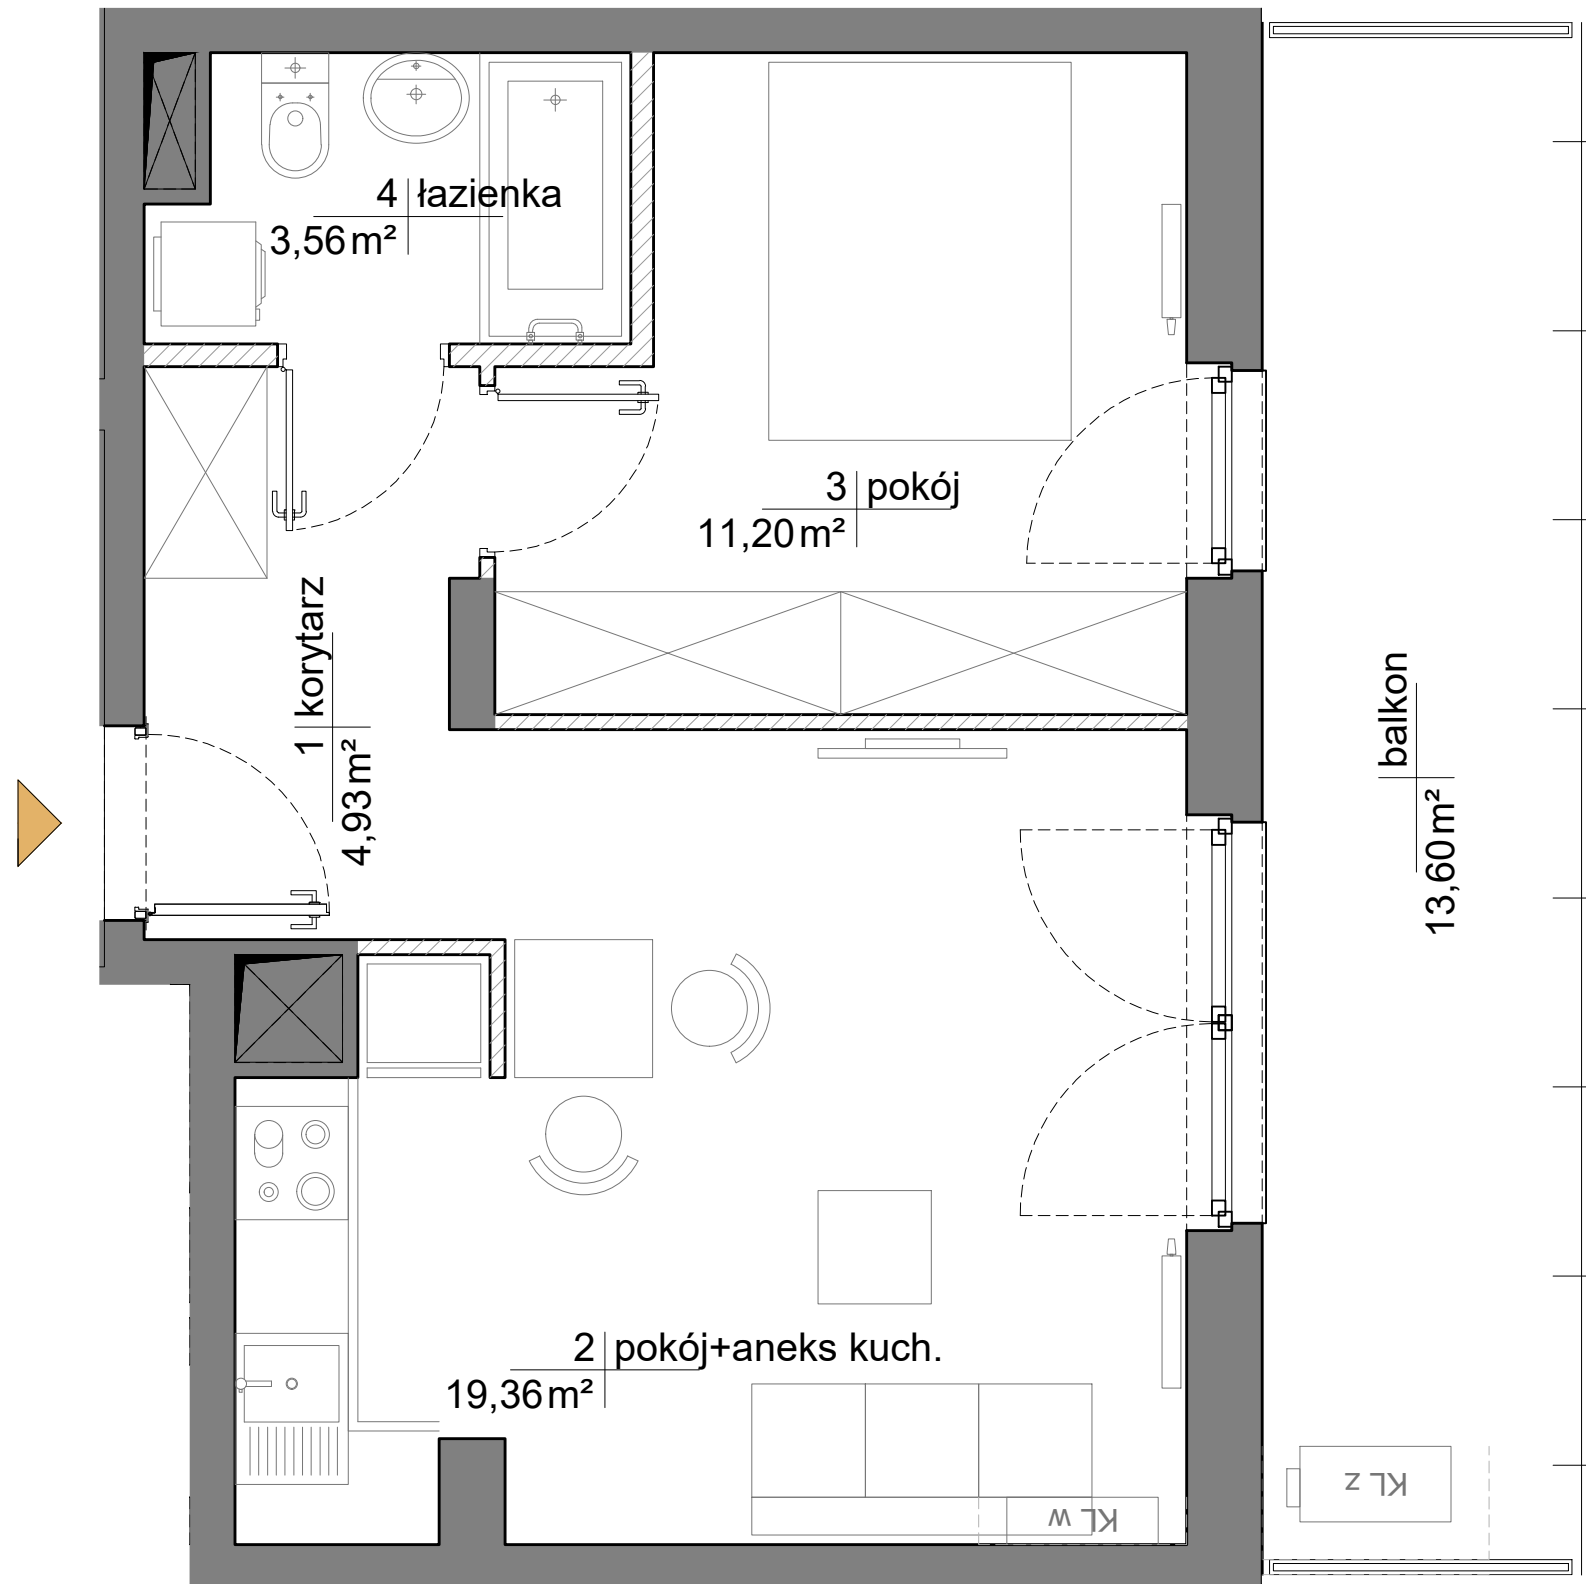 4 łazienka
3,56 m²
3 pokój
11,20 m²
1 korytarz
4,93 m²
balkon
13,60 m²
2 pokój+aneks kuch.
19,36 m²
KL z
KL w